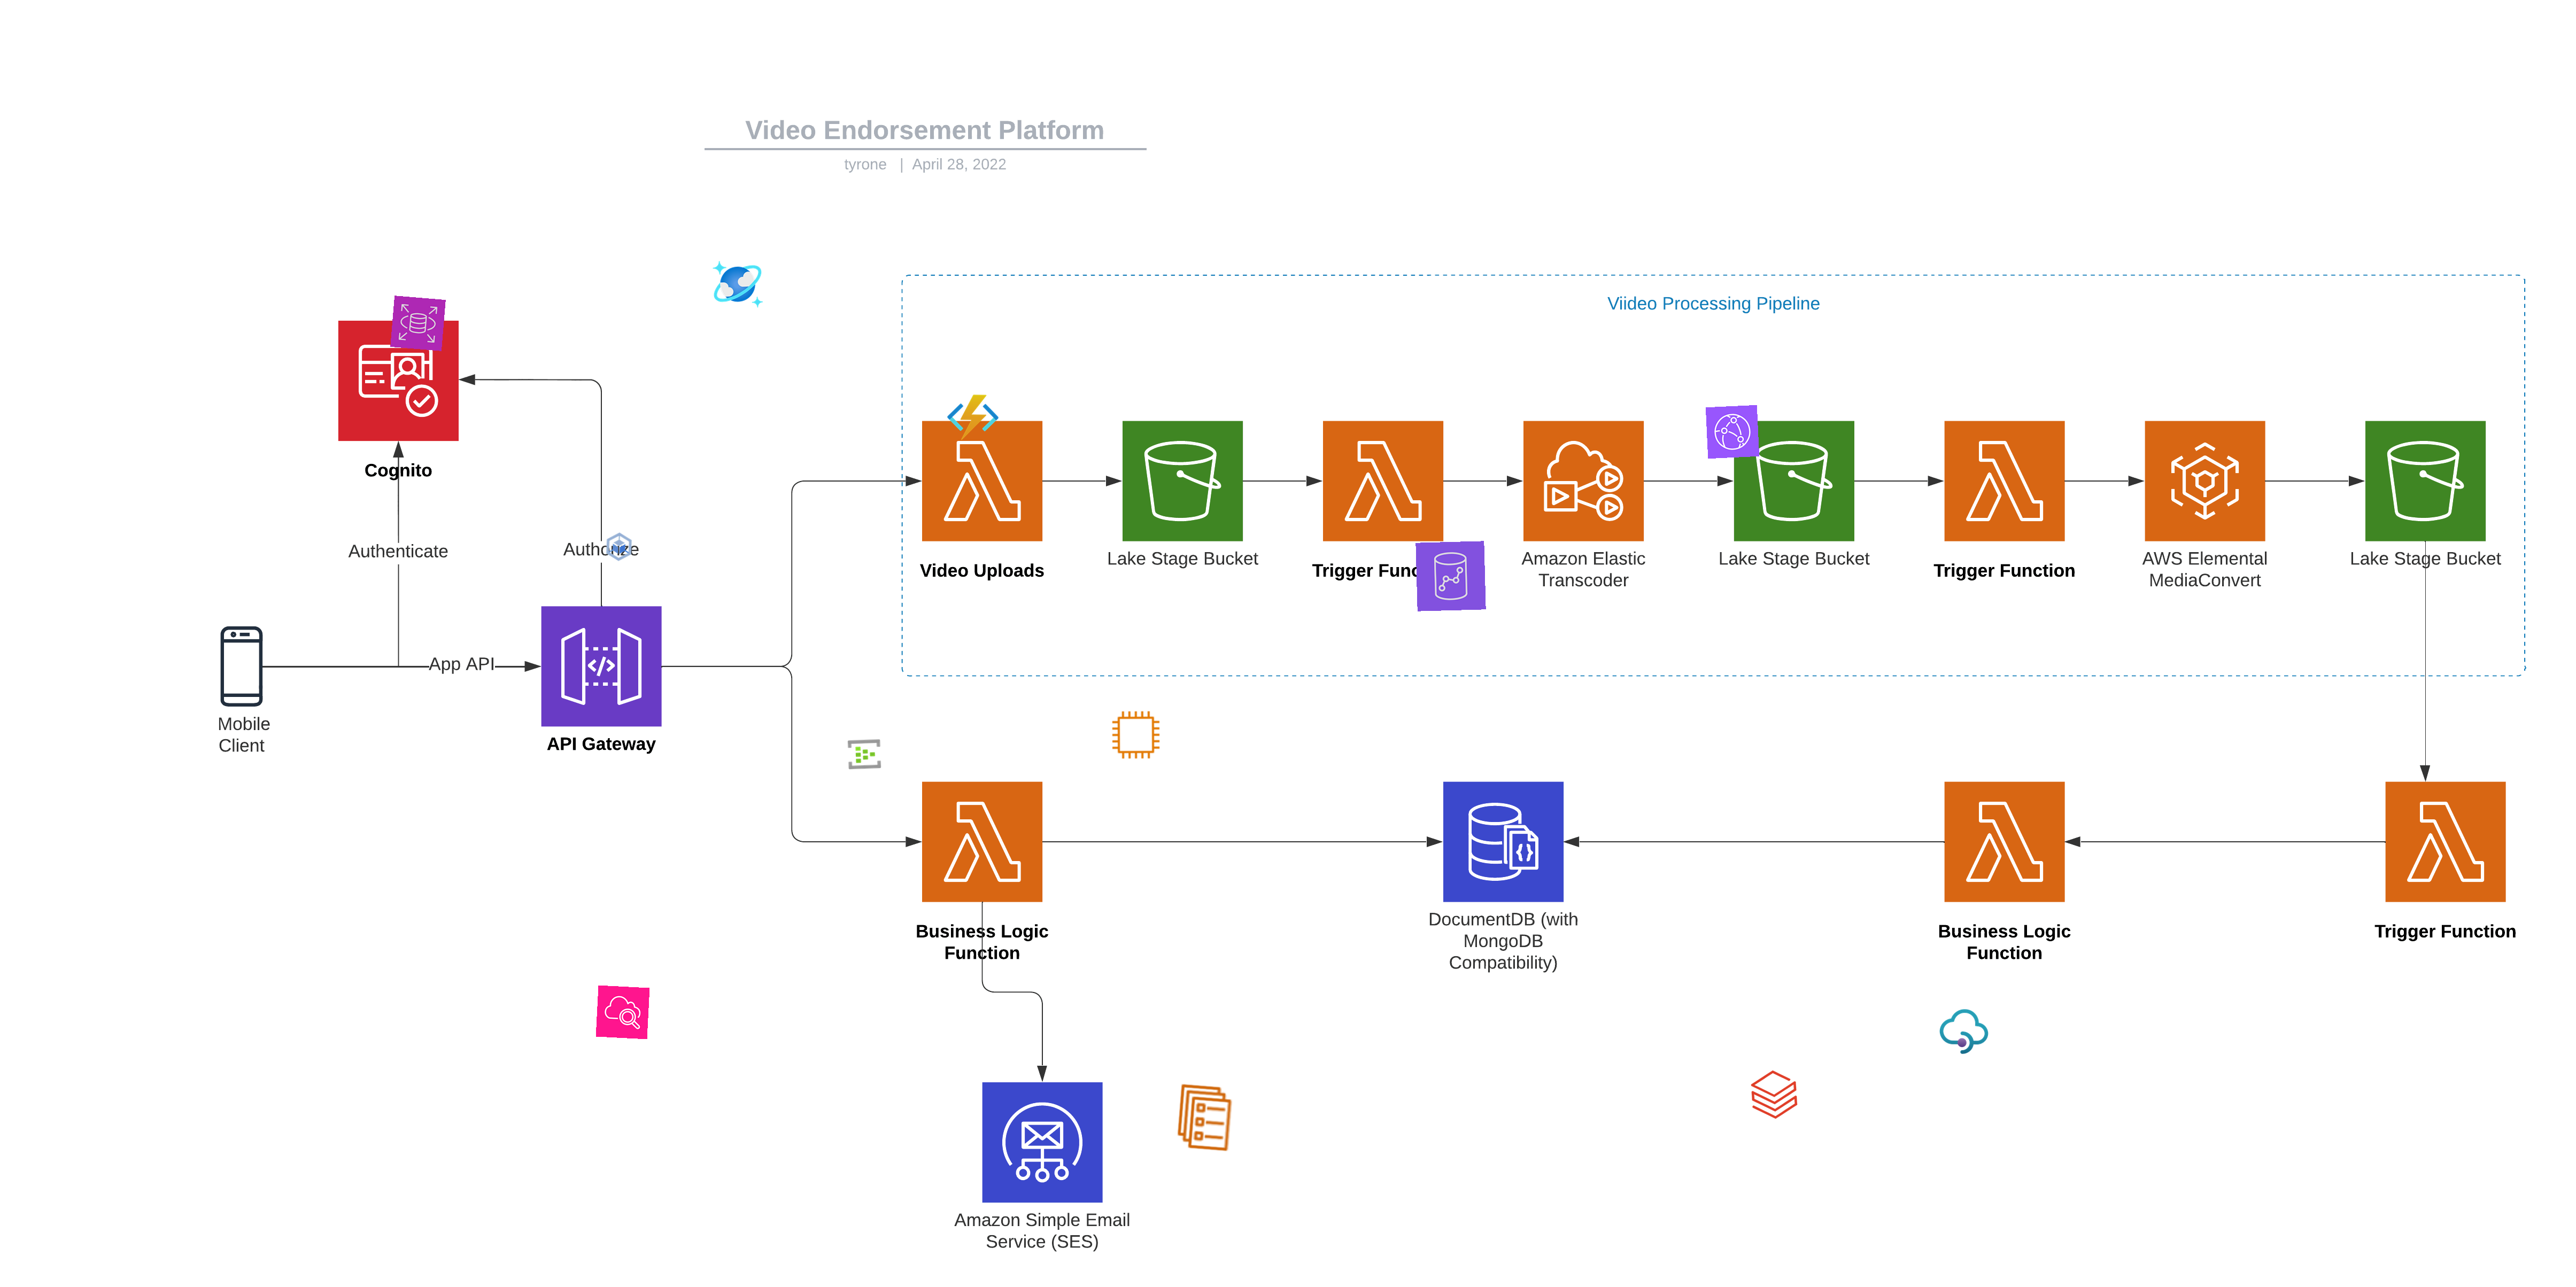 Video Endorsement Platform
tyrone | April 28, 2022
Viideo Processing Pipeline
Cognito
Authenticate
Authorize
App API
Mobile
Client
API Gateway
Video Uploads
Lake Stage Bucket
Trigger Func
Amazon Elastic
Transcoder
Lake Stage Bucket
Trigger Function
AWS Elemental
MediaConvert
Lake Stage Bucket
Business Logic
Function
DocumentDB (with
MongoDB
Compatibility)
Business Logic
Function
Trigger Function
Amazon Simple Email
Service (SES)